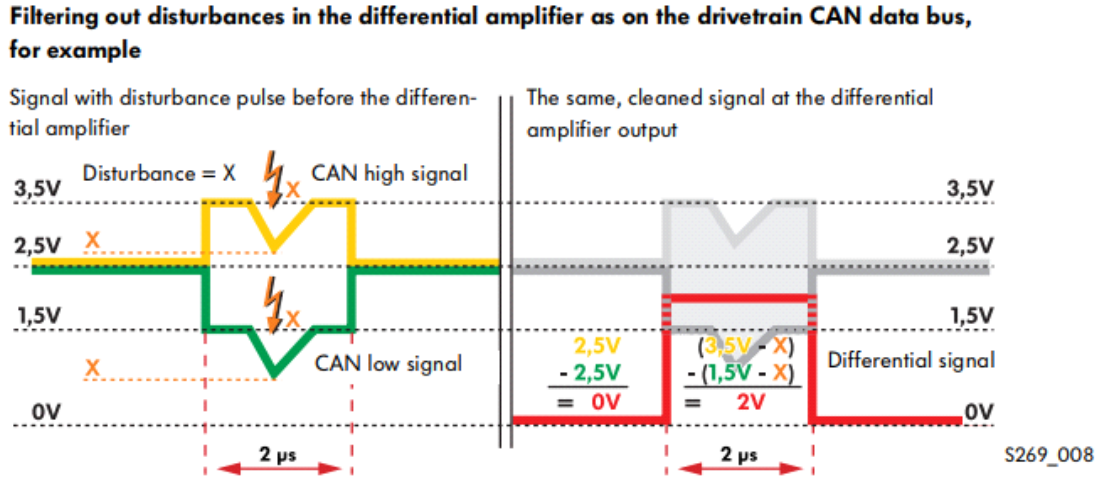 Filtering out disturbances in the differential amplifier as on the drivetrain CAN data bus,
for example
Signal with disturbance pulse before the differen-
tial amplifier
The same, cleaned signal at the differential
amplifier output
Disturbance = X
X
CAN high signal
3,5V
3,5V
X
2,5V
2,5V
X
1,5V
1,5V
X
CAN low signal
2,5V
- 2,5V
= 0V
(3,5V - X)
- (1,5V - X)
= 2V
Differential signal
0V
0V
2 µs
2 µs
S269_008